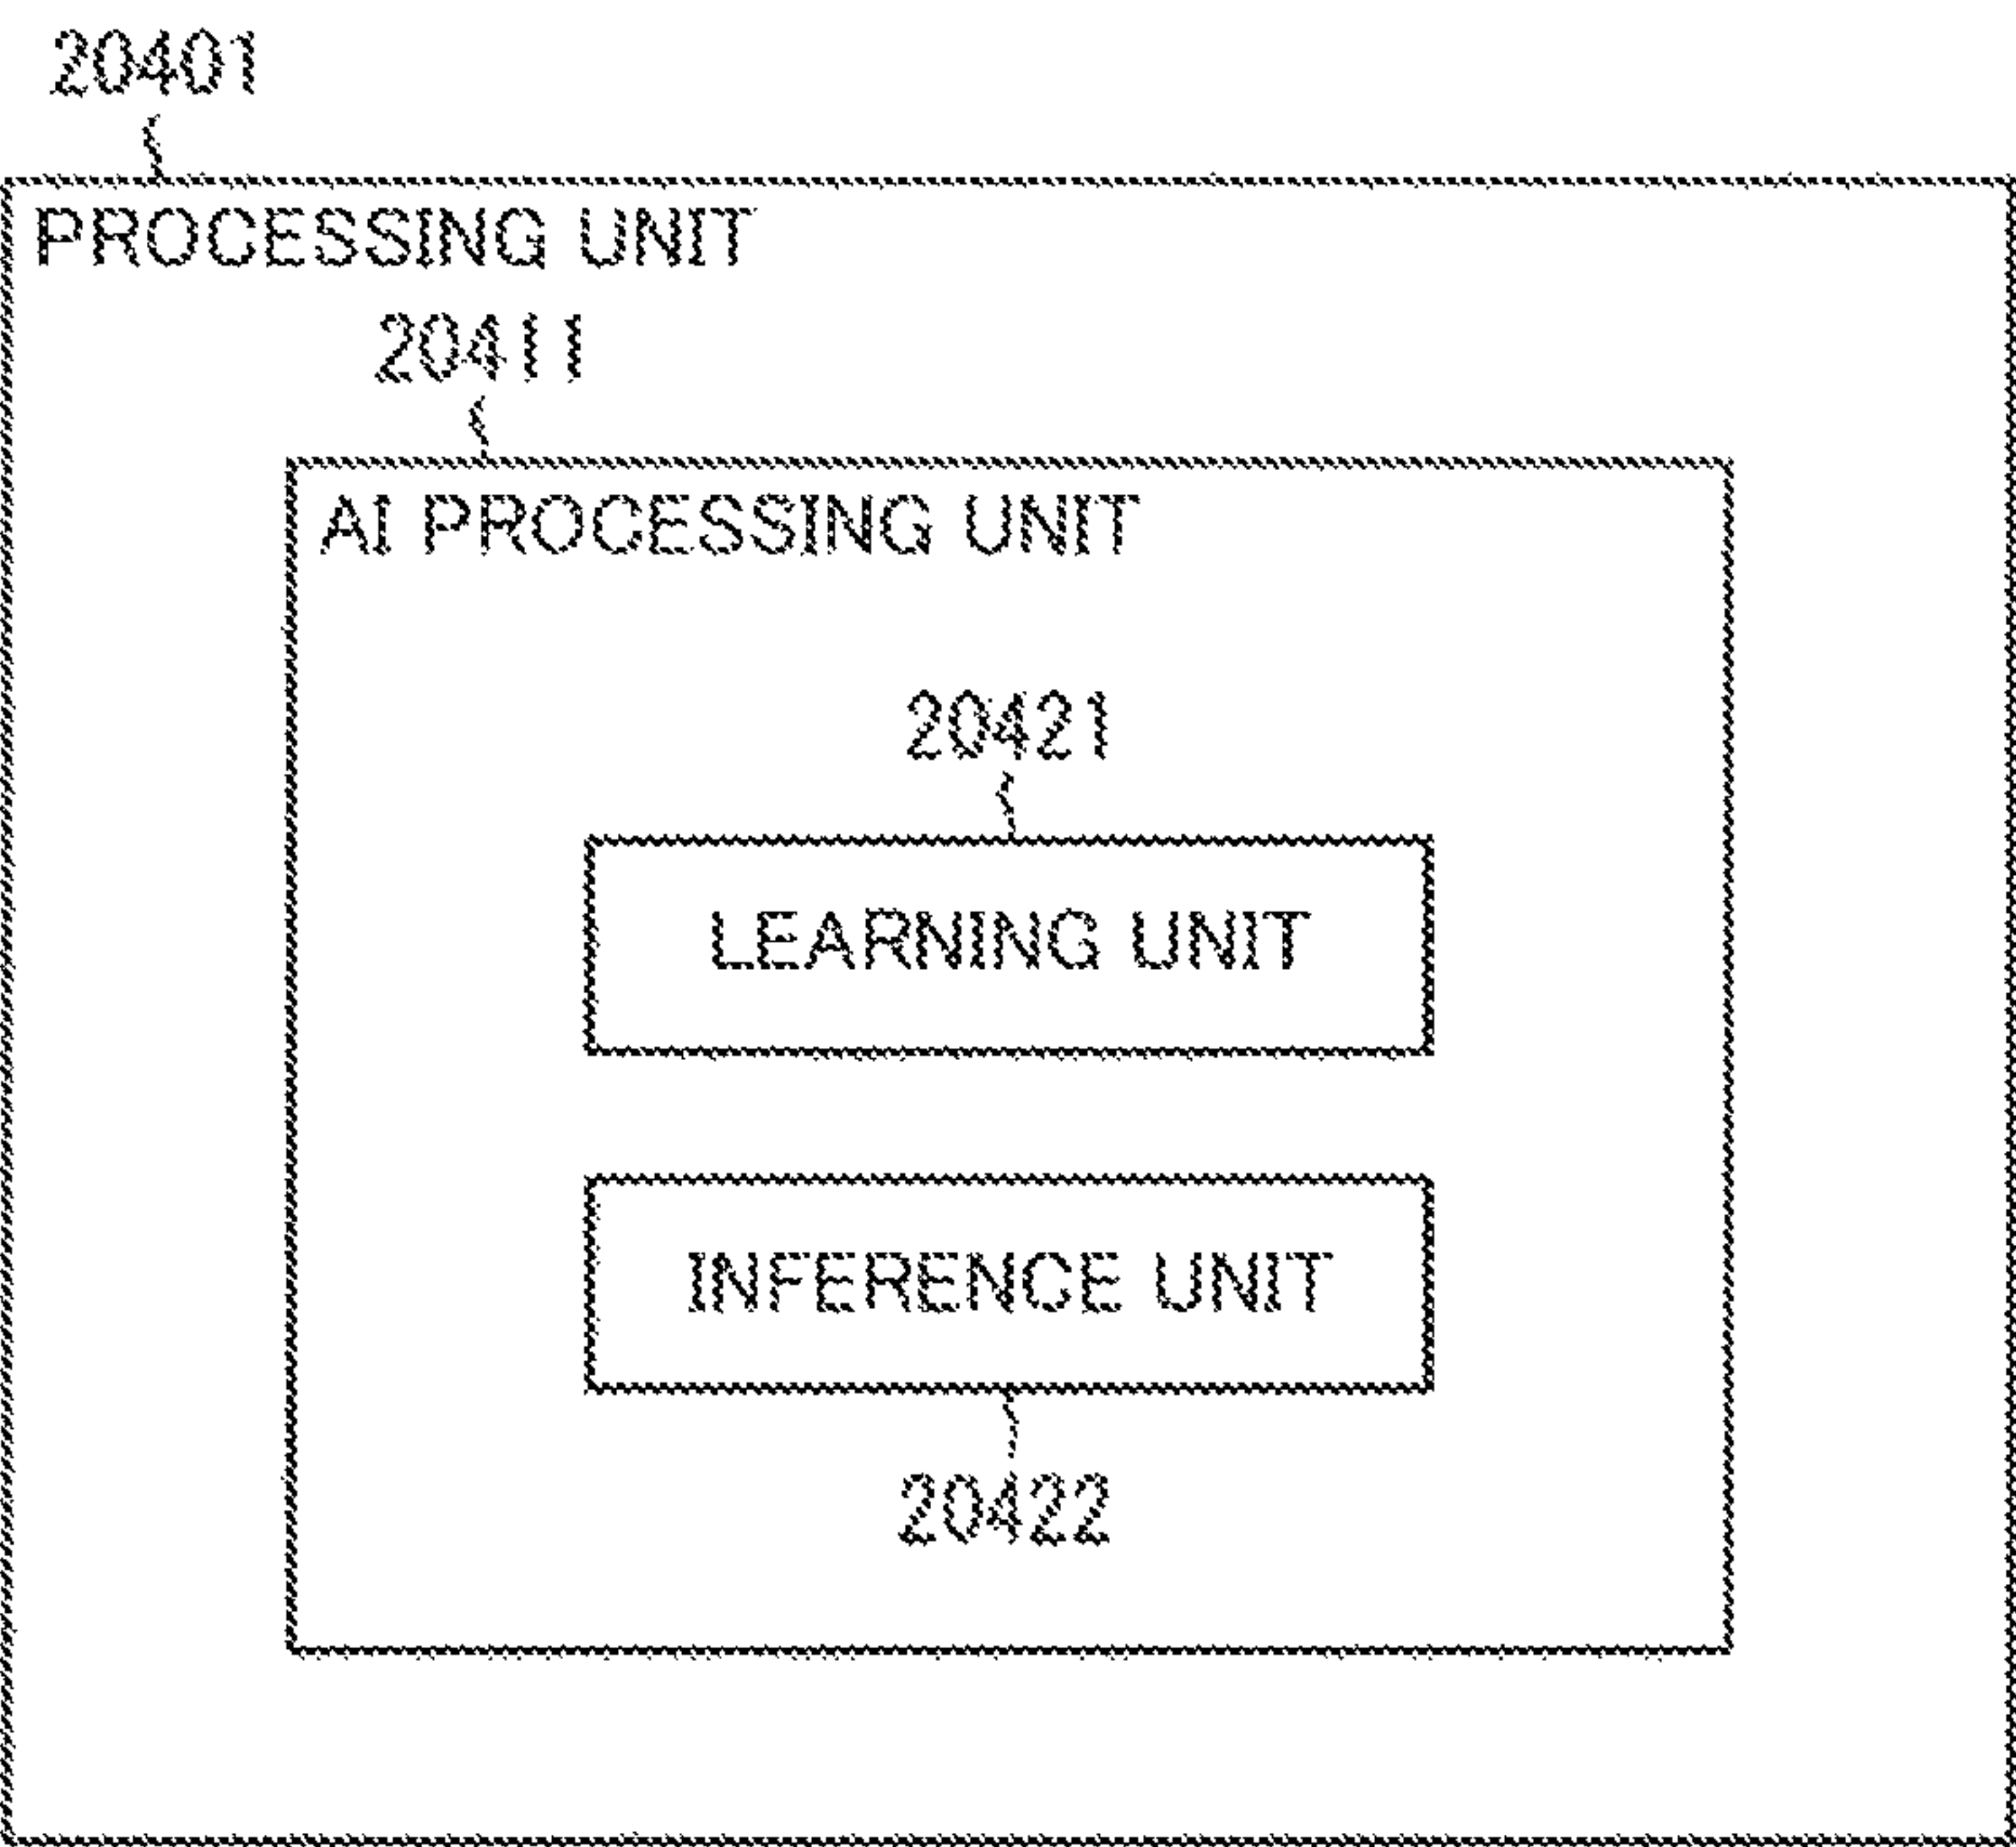 20401
PROCESSING UNIT
20411
AI PROCESSING UNIT
20421
LEARNING UNIT
INFERENCE UNIT
20422